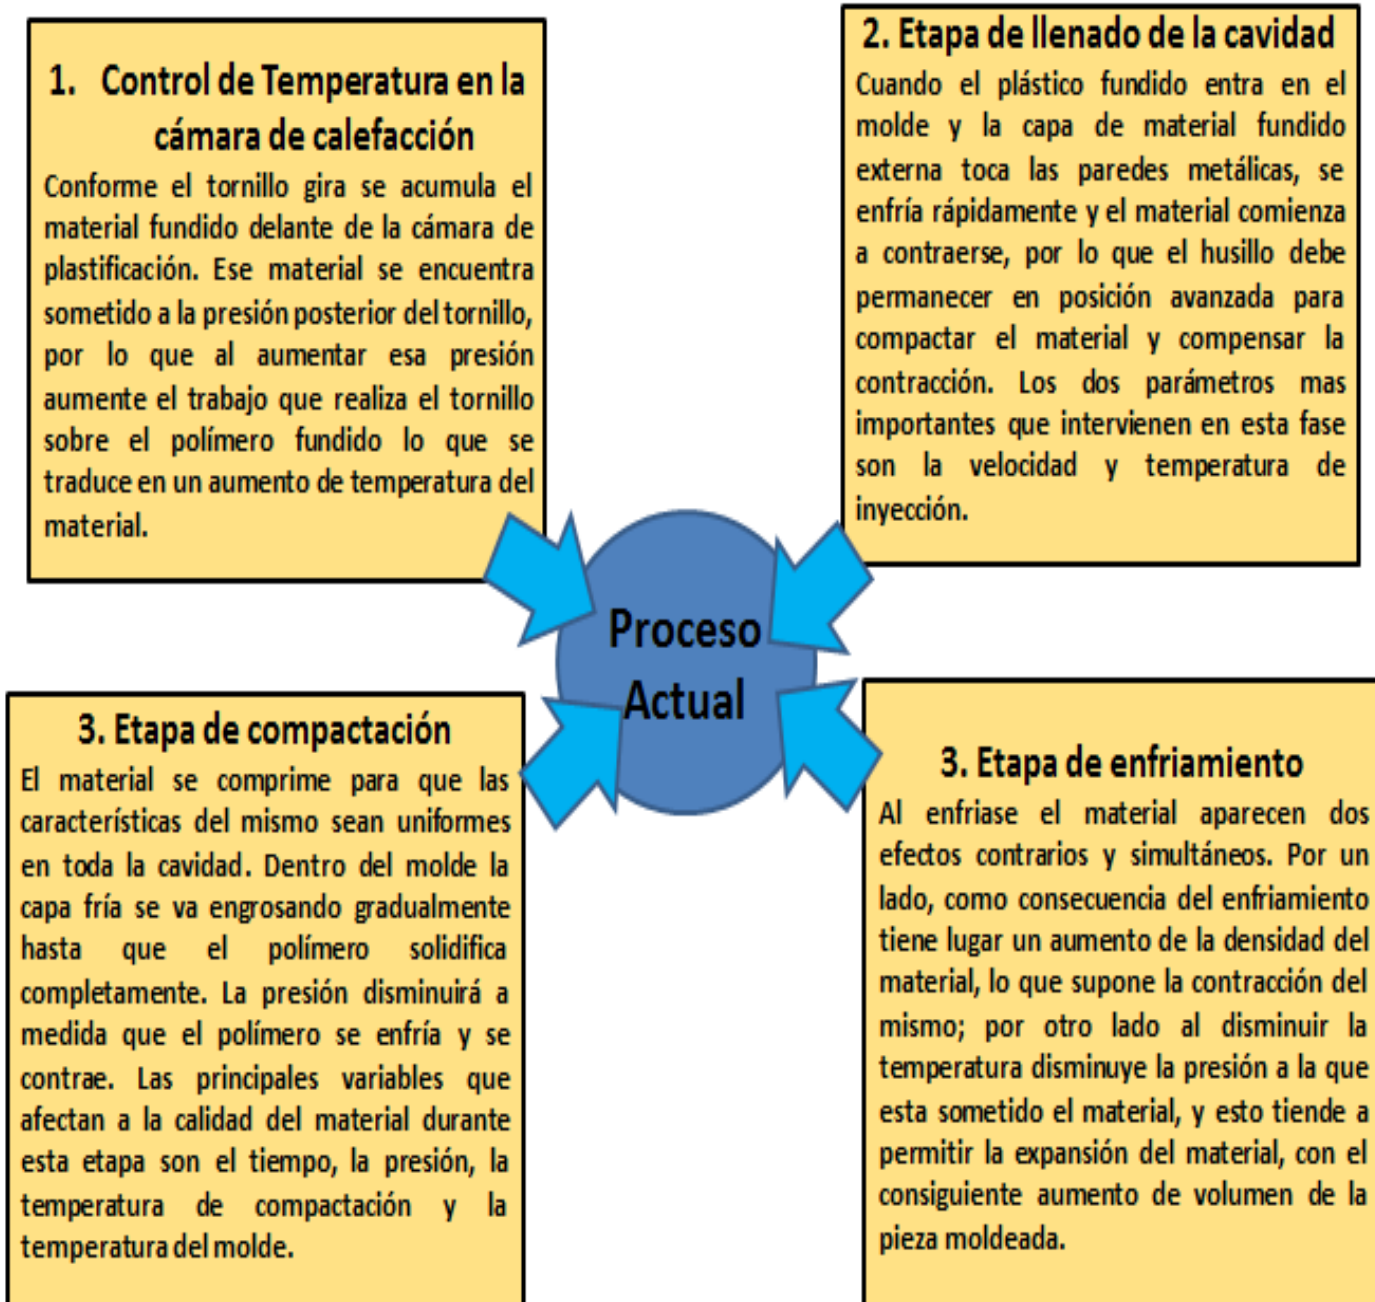 1. Control de Temperatura en la
cámara de calefacción
Conforme el tornillo gira se acumula el
material fundido delante de la cámara de
plastificación. Ese material se encuentra
sometido a la presión posterior del tornillo,
por lo que al aumentar esa presión
aumente el trabajo que realiza el tornillo
sobre el polímero fundido lo que se
traduce en un aumento de temperatura del
material.
2. Etapa de llenado de la cavidad
Cuando el plástico fundido entra en el
molde y la capa de material fundido
externa toca las paredes metálicas, se
enfría rápidamente y el material comienza
a contraerse, por lo que el husillo debe
permanecer en posición avanzada para
compactar el material y compensar la
contracción. Los dos parámetros mas
importantes que intervienen en esta fase
son la velocidad y temperatura de
inyección.
Proceso
Actual
3. Etapa de compactación
El material se comprime para que las
características del mismo sean uniformes
en toda la cavidad. Dentro del molde la
capa fría se va engrosando gradualmente
hasta que el polímero solidifica
completamente. La presión disminuirá a
medida que el polímero se enfría y se
contrae. Las principales variables que
afectan a la calidad del material durante
esta etapa son el tiempo, la presión, la
temperatura de compactación y la
temperatura del molde.
3. Etapa de enfriamiento
Al enfriase el material aparecen dos
efectos contrarios y simultáneos. Por un
lado, como consecuencia del enfriamiento
tiene lugar un aumento de la densidad del
material, lo que supone la contracción del
mismo; por otro lado al disminuir la
temperatura disminuye la presión a la que
esta sometido el material, y esto tiende a
permitir la expansión del material, con el
consiguiente aumento de volumen de la
pieza moldeada.